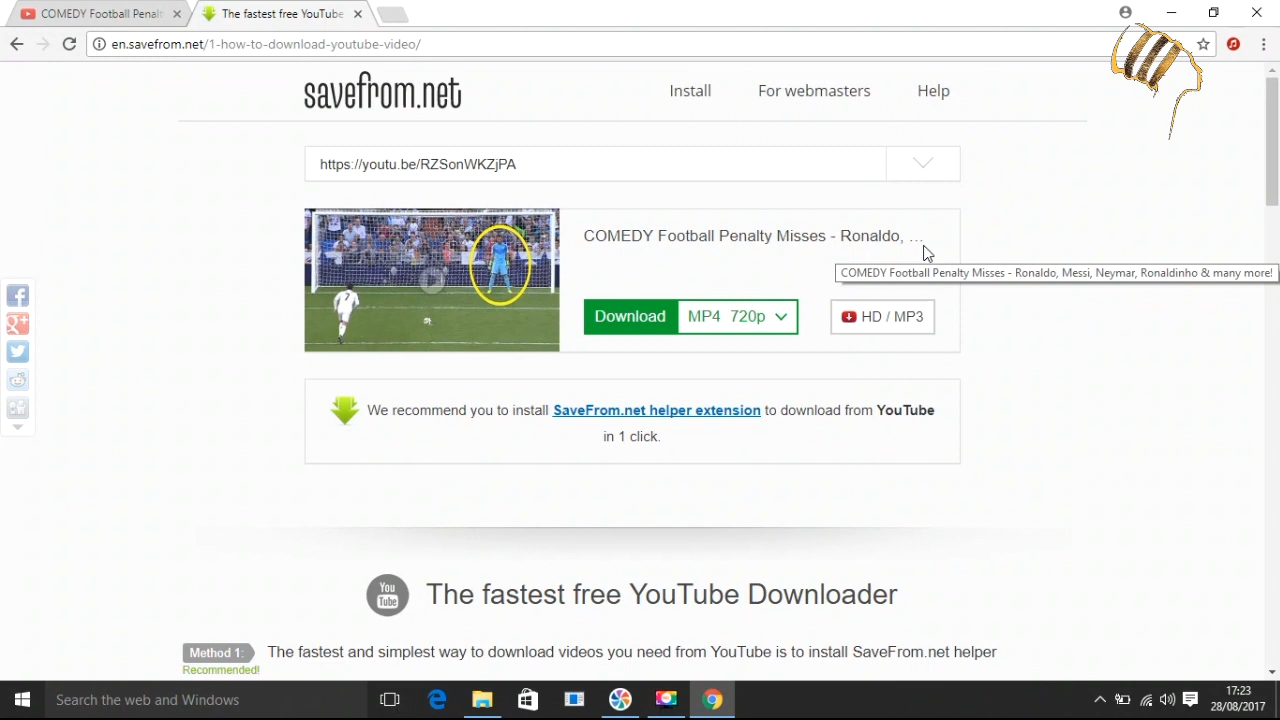 COMEDY Football Penalt
The fastest free YouTube
en.savefrom.net/1-how-to-download-youtube-video/
savefrom.net
Install
For webmasters
Help
https://youtu.be/RZSonWKZjPA
COMEDY Football Penalty Misses - Ronaldo, ...
COMEDY Football Penalty Misses - Ronaldo, Messi, Neymar, Ronaldinho & many more!
7
Download
MP4 720p
HD / MP3
We recommend you to install SaveFrom.net helper extension to download from YouTube
in 1 click.
You
Tube
The fastest free YouTube Downloader
Method 1:
The fastest and simplest way to download videos you need from YouTube is to install SaveFrom.net helper
Recommended!
Search the web and Windows
17:23
28/08/2017